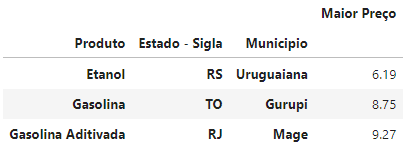 Maior Preço
Produto Estado - Sigla Municipio
Etanol RS Uruguaiana 6.19
Gasolina TO Gurupi 8.75
Gasolina Aditivada RJ Mage 9.27